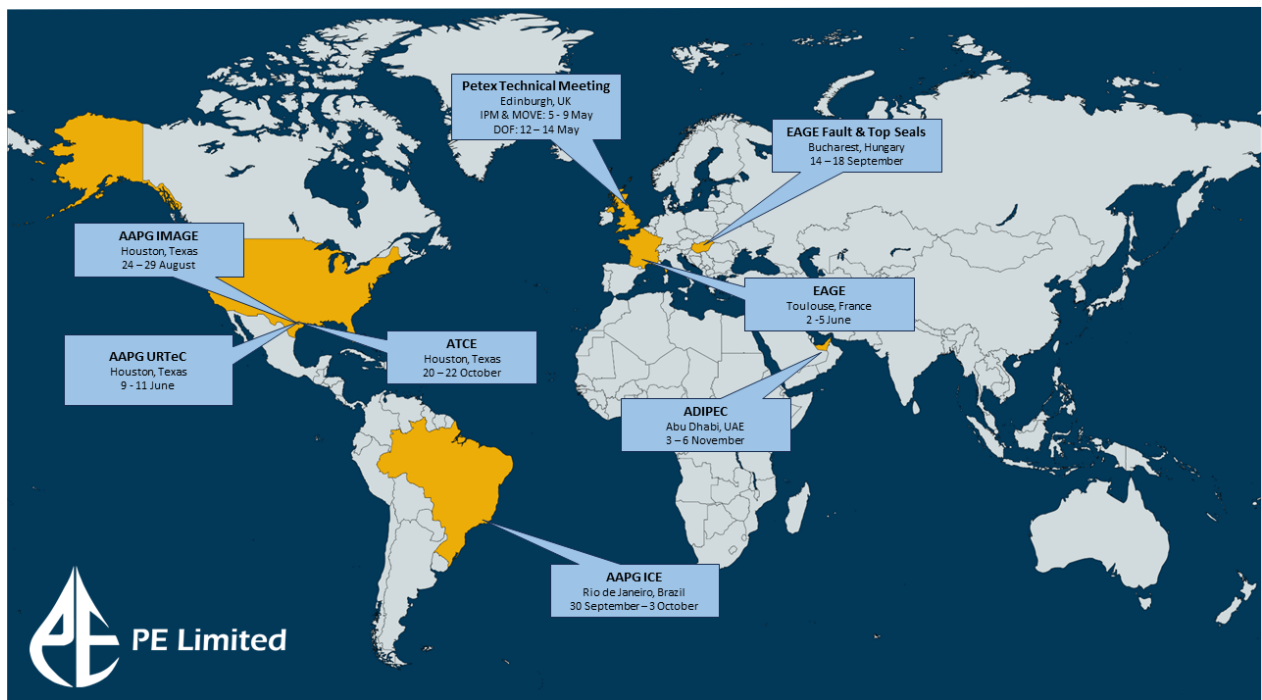 Petex Technical Meeting
Edinburgh, UK
IPM & MOVE: 5 - 9 May
DOF: 12 – 14 May
EAGE Fault & Top Seals
Bucharest, Hungary
14 – 18 September
AAPG IMAGE
Houston, Texas
24 – 29 August
EAGE
Toulouse, France
2 -5 June
AAPG URTeC
Houston, Texas
9 - 11 June
ATCE
Houston, Texas
20 – 22 October
ADIPEC
Abu Dhabi, UAE
3 – 6 November
AAPG ICE
Rio de Janeiro, Brazil
30 September – 3 October
PE
PE Limited